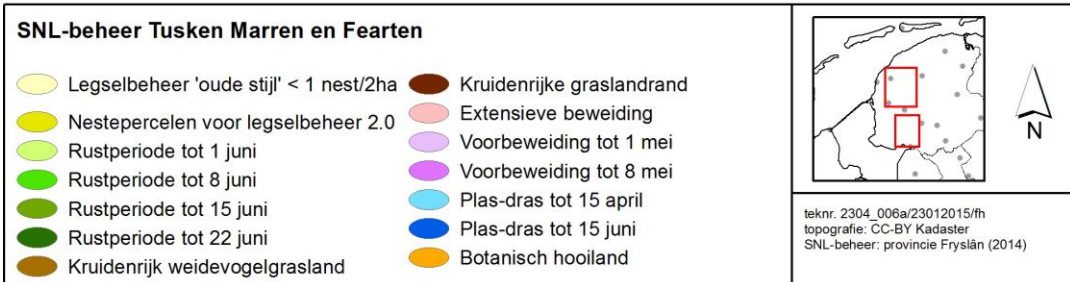 SNL-beheer Tusken Marren en Fearten
Legselbeheer 'oude stijl' < 1 nest/2ha
Nestepercelen voor legselbeheer 2.0
Rustperiode tot 1 juni
Rustperiode tot 8 juni
Rustperiode tot 15 juni
Rustperiode tot 22 juni
Kruidenrijk weidevogelgrasland
Kruidenrijke graslandrand
Extensieve beweiding
Voorbeweiding tot 1 mei
Voorbeweiding tot 8 mei
Plas-dras tot 15 april
Plas-dras tot 15 juni
Botanisch hooiland
N
teknr. 2304_006a/23012015/fh
topografie: CC-BY Kadaster
SNL-beheer: provincie Fryslân (2014)